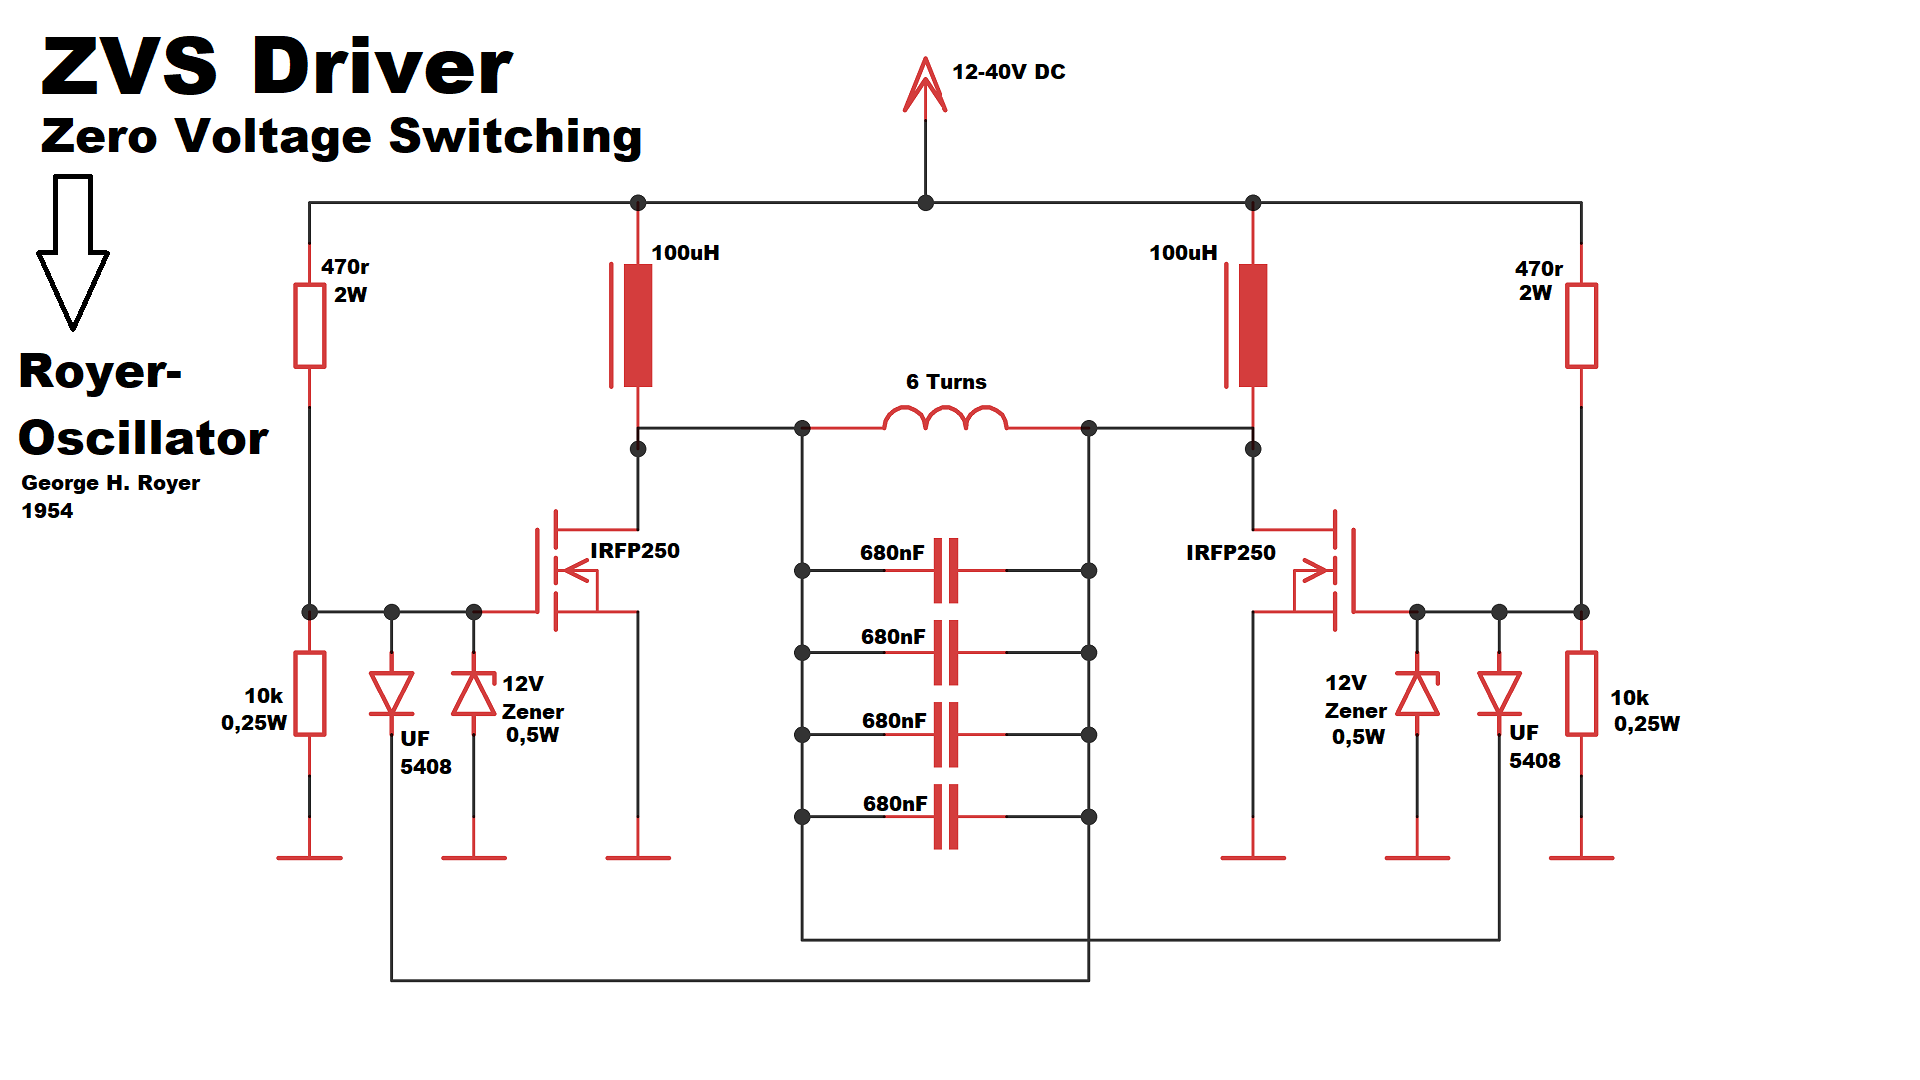 ZVS Driver
Zero Voltage Switching
Royer-
Oscillator
George H. Royer
1954
12-40V DC
470r
2W
100uH
100uH
470r
2W
6 Turns
IRFP250
680nF
IRFP250
680nF
680nF
680nF
10k
0,25W
UF
5408
12V
Zener
0,5W
12V
Zener
0,5W
UF
5408
10k
0,25W